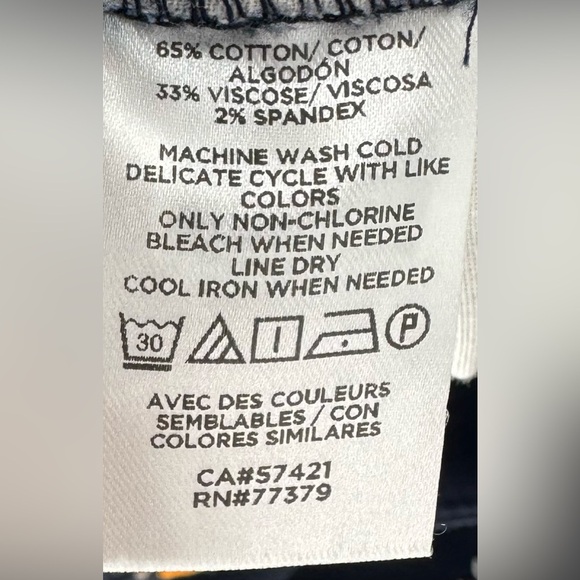 65% COTTON/ COTON/
ALGODÓN
33% VISCOSE/ VISCOSA
2% SPANDEX
MACHINE WASH COLD
DELICATE CYCLE WITH LIKE
COLORS
ONLY NON-CHLORINE
BLEACH WHEN NEEDED
LINE DRY
COOL IRON WHEN NEEDED
30 P
AVEC DES COULEURS
SEMBLABLES / CON
COLORES SIMILARES
CA#57421
RN#77379